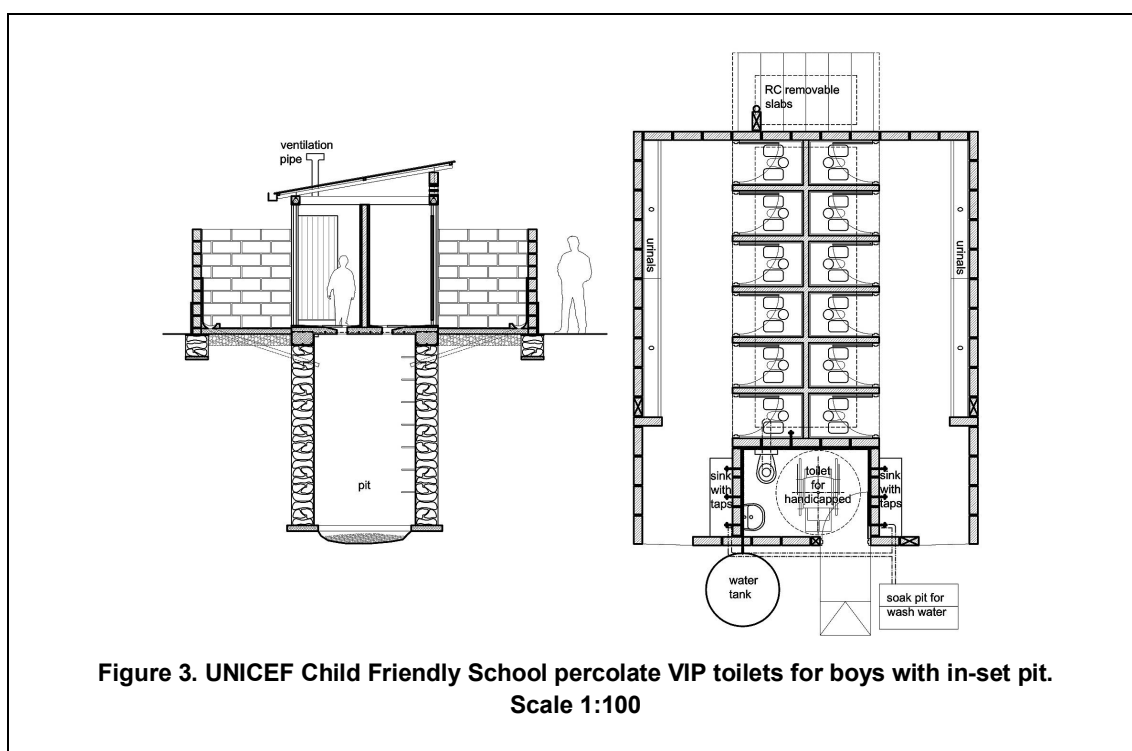 ventilation
pipe
pit
RC removable
slabs
urinals
urinals
sink
with
taps
toilet
for
handicapped
sink
with
taps
water
tank
soak pit for
wash water
Figure 3. UNICEF Child Friendly School percolate VIP toilets for boys with in-set pit.
Scale 1:100